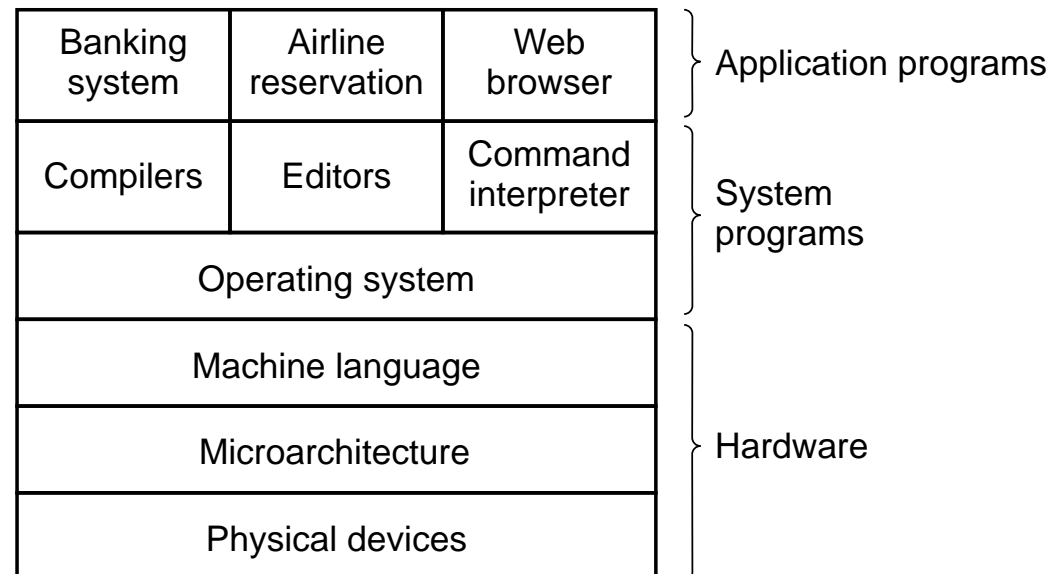 Banking
system
Airline
reservation
Web
browser
Application programs
Compilers
Editors
Command
interpreter
System
programs
Operating system
Machine language
Microarchitecture
Hardware
Physical devices